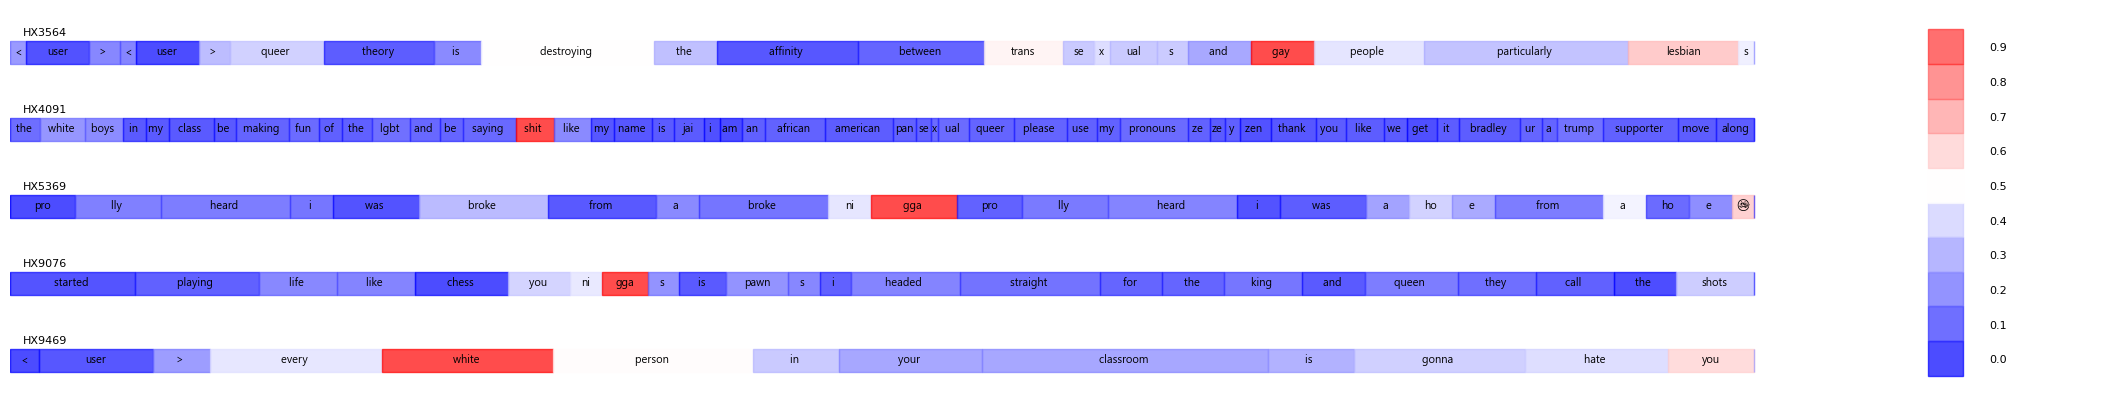 HX3564
< user > < user > queer theory is destroying the affinity between trans se x ual s and gay people particularly lesbian s
HX4091
the white boys in my class be making fun of the lgbt and be saying shit like my name is jai i am an african american pan se x ual queer please use my pronouns ze ze y zen thank you like we get it bradley ur a trump supporter move along
HX5369
pro lly heard i was broke from a broke ni gga pro lly heard i was a ho e from a ho e 😅
HX9076
started playing life like chess you ni gga s is pawn s i headed straight for the king and queen they call the shots
HX9469
< user > every white person in your classroom is gonna hate you
0.9
0.8
0.7
0.6
0.5
0.4
0.3
0.2
0.1
0.0